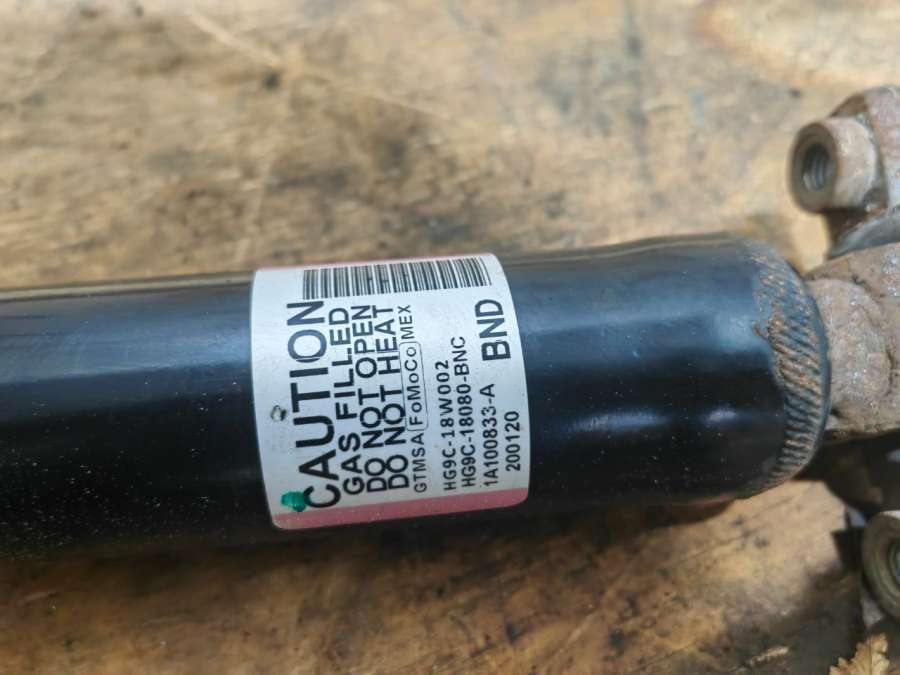 CAUTION
GAS FILLED
DO NOT OPEN
DO NOT HEAT
GTMSA FoMoCo MEX
HG9C-18W002
HG9C-18080-BNC
1A100833-A BND
200120